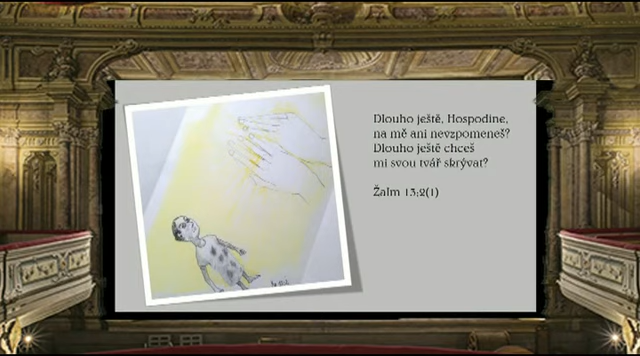 Dlouho ještě, Hospodine,
na mě ani nevzpomeneš?
Dlouho ještě chceš
mi svou tvář skrývat?
Žalm 13:2(1)